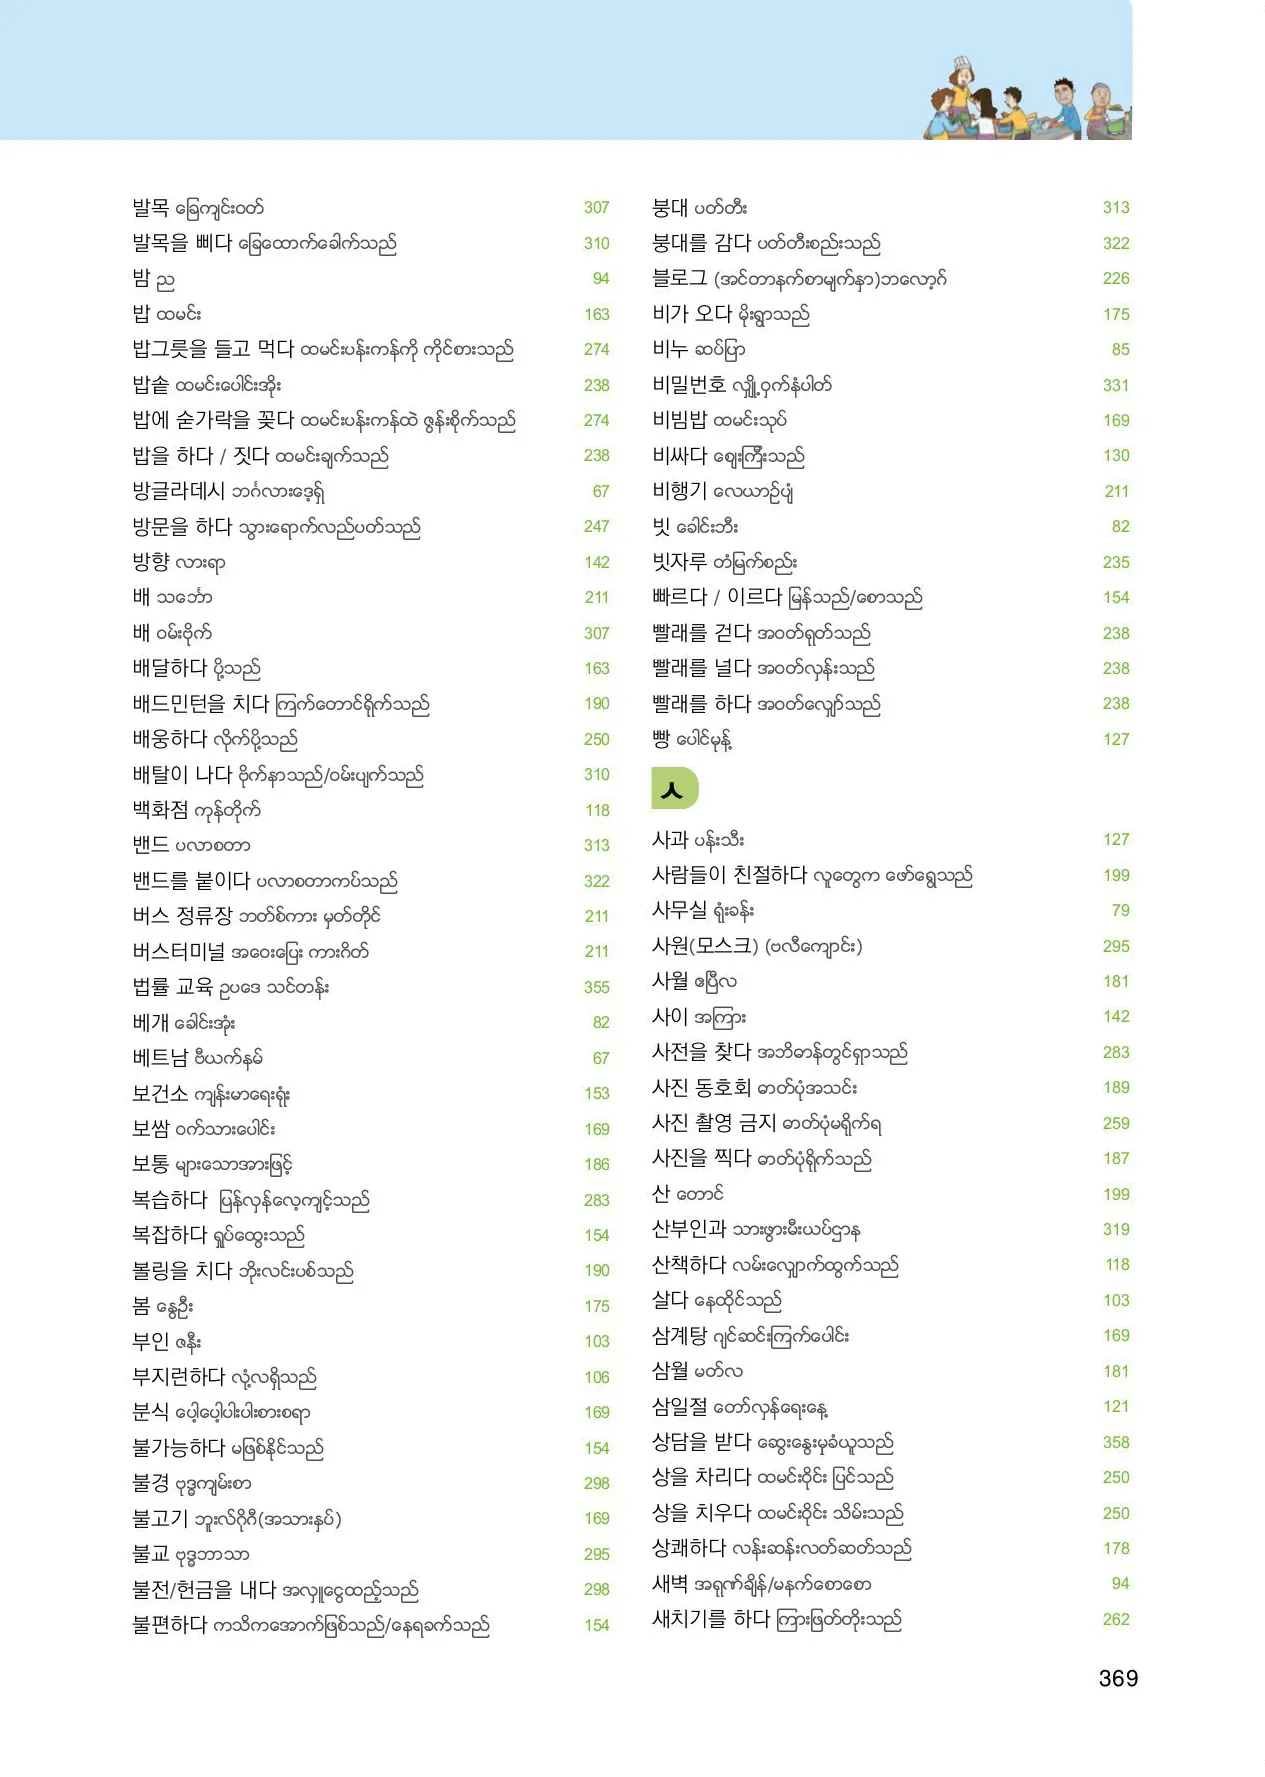 발목 ခြေကျင်းဝတ် 307
발목을 삐다 ခြေထောက်ခေါက်သည် 310
밤 ည 94
밥 ထမင်း 163
밥그릇을 들고 먹다 ထမင်းပန်းကန်ကို ကိုင်စားသည် 274
밥솥 ထမင်းပေါင်းအိုး 238
밥에 숟가락을 꽂다 ထမင်းပန်းကန်ထဲ ဇွန်းစိုက်သည် 274
밥을 하다 / 짓다 ထမင်းချက်သည် 238
방글라데시 ဘင်္ဂလားဒေ့ရှ် 67
방문을 하다 သွားရောက်လည်ပတ်သည် 247
방향 လားရာ 142
배 သင်္ဘော 211
배 ဝမ်းဗိုက် 307
배달하다 ပို့သည် 163
배드민턴을 치다 ကြက်တောင်ရိုက်သည် 190
배웅하다 လိုက်ပို့သည် 250
배탈이 나다 ဗိုက်နာသည်/ဝမ်းပျက်သည် 310
백화점 ကုန်တိုက် 118
밴드 ပလာစတာ 313
밴드를 붙이다 ပလာစတာကပ်သည် 322
버스 정류장 ဘတ်စ်ကား မှတ်တိုင် 211
버스터미널 အဝေးပြေး ကားဂိတ် 211
법률 교육 ဥပဒေ သင်တန်း 355
베개 ခေါင်းအုံး 82
베트남 ဗီယက်နမ် 67
보건소 ကျန်းမာရေးရုံး 153
보쌈 ဝက်သားပေါင်း 169
보통 များသောအားဖြင့် 186
복습하다 ပြန်လှန်လေ့ကျင့်သည် 283
복잡하다 ရှုပ်ထွေးသည် 154
볼링을 치다 ဘိုးလင်းပစ်သည် 190
봄 နွေဦး 175
부인 ဇနီး 103
부지런하다 လုံ့လရှိသည် 106
분식 ပေါ့ပေါ့ပါးပါးစားစရာ 169
불가능하다 မဖြစ်နိုင်သည် 154
불경 ဗုဒ္ဓကျမ်းစာ 298
불고기 ဘူးလ်ဂိုဂီ(အသားနှပ်) 169
불교 ဗုဒ္ဓဘာသာ 295
불전/헌금을 내다 အလှူငွေထည့်သည် 298
불편하다 ကသိကအောက်ဖြစ်သည်/နေရခက်သည် 154
붕대 ပတ်တီး 313
붕대를 감다 ပတ်တီးစည်းသည် 322
블로그 (အင်တာနက်စာမျက်နှာ)ဘလော့ဂ် 226
비가 오다 မိုးရွာသည် 175
비누 ဆပ်ပြာ 85
비밀번호 လျှို့ဝှက်နံပါတ် 331
비빔밥 ထမင်းသုပ် 169
비싸다 ဈေးကြီးသည် 130
비행기 လေယာဉ်ပျံ 211
빗 ခေါင်းဘီး 82
빗자루 တံမြက်စည်း 235
빠르다 / 이르다 မြန်သည်/စောသည် 154
빨래를 걷다 အဝတ်ရုတ်သည် 238
빨래를 널다 အဝတ်လှန်းသည် 238
빨래를 하다 အဝတ်လျှော်သည် 238
빵 ပေါင်မုန့် 127
ㅅ
사과 ပန်းသီး 127
사람들이 친절하다 လူတွေက ဖော်ရွေသည် 199
사무실 ရုံးခန်း 79
사원(모스크) (ဗလီကျောင်း) 295
사월 ဧပြီလ 181
사이 အကြား 142
사전을 찾다 အဘိဓာန်တွင်ရှာသည် 283
사진 동호회 ဓာတ်ပုံအသင်း 189
사진 촬영 금지 ဓာတ်ပုံမရိုက်ရ 259
사진을 찍다 ဓာတ်ပုံရိုက်သည် 187
산 တောင် 199
산부인과 သားဖွားမီးယပ်ဌာန 319
산책하다 လမ်းလျှောက်ထွက်သည် 118
살다 နေထိုင်သည် 103
삼계탕 ဂျင်ဆင်းကြက်ပေါင်း 169
삼월 မတ်လ 181
삼일절 တော်လှန်ရေးနေ့ 121
상담을 받다 ဆွေးနွေးမှုခံယူသည် 358
상을 차리다 ထမင်းဝိုင်း ပြင်သည် 250
상을 치우다 ထမင်းဝိုင်း သိမ်းသည် 250
상쾌하다 လန်းဆန်းလတ်ဆတ်သည် 178
새벽 အရုဏ်ချိန်/မနက်စောစော 94
새치기를 하다 ကြားဖြတ်တိုးသည် 262
369